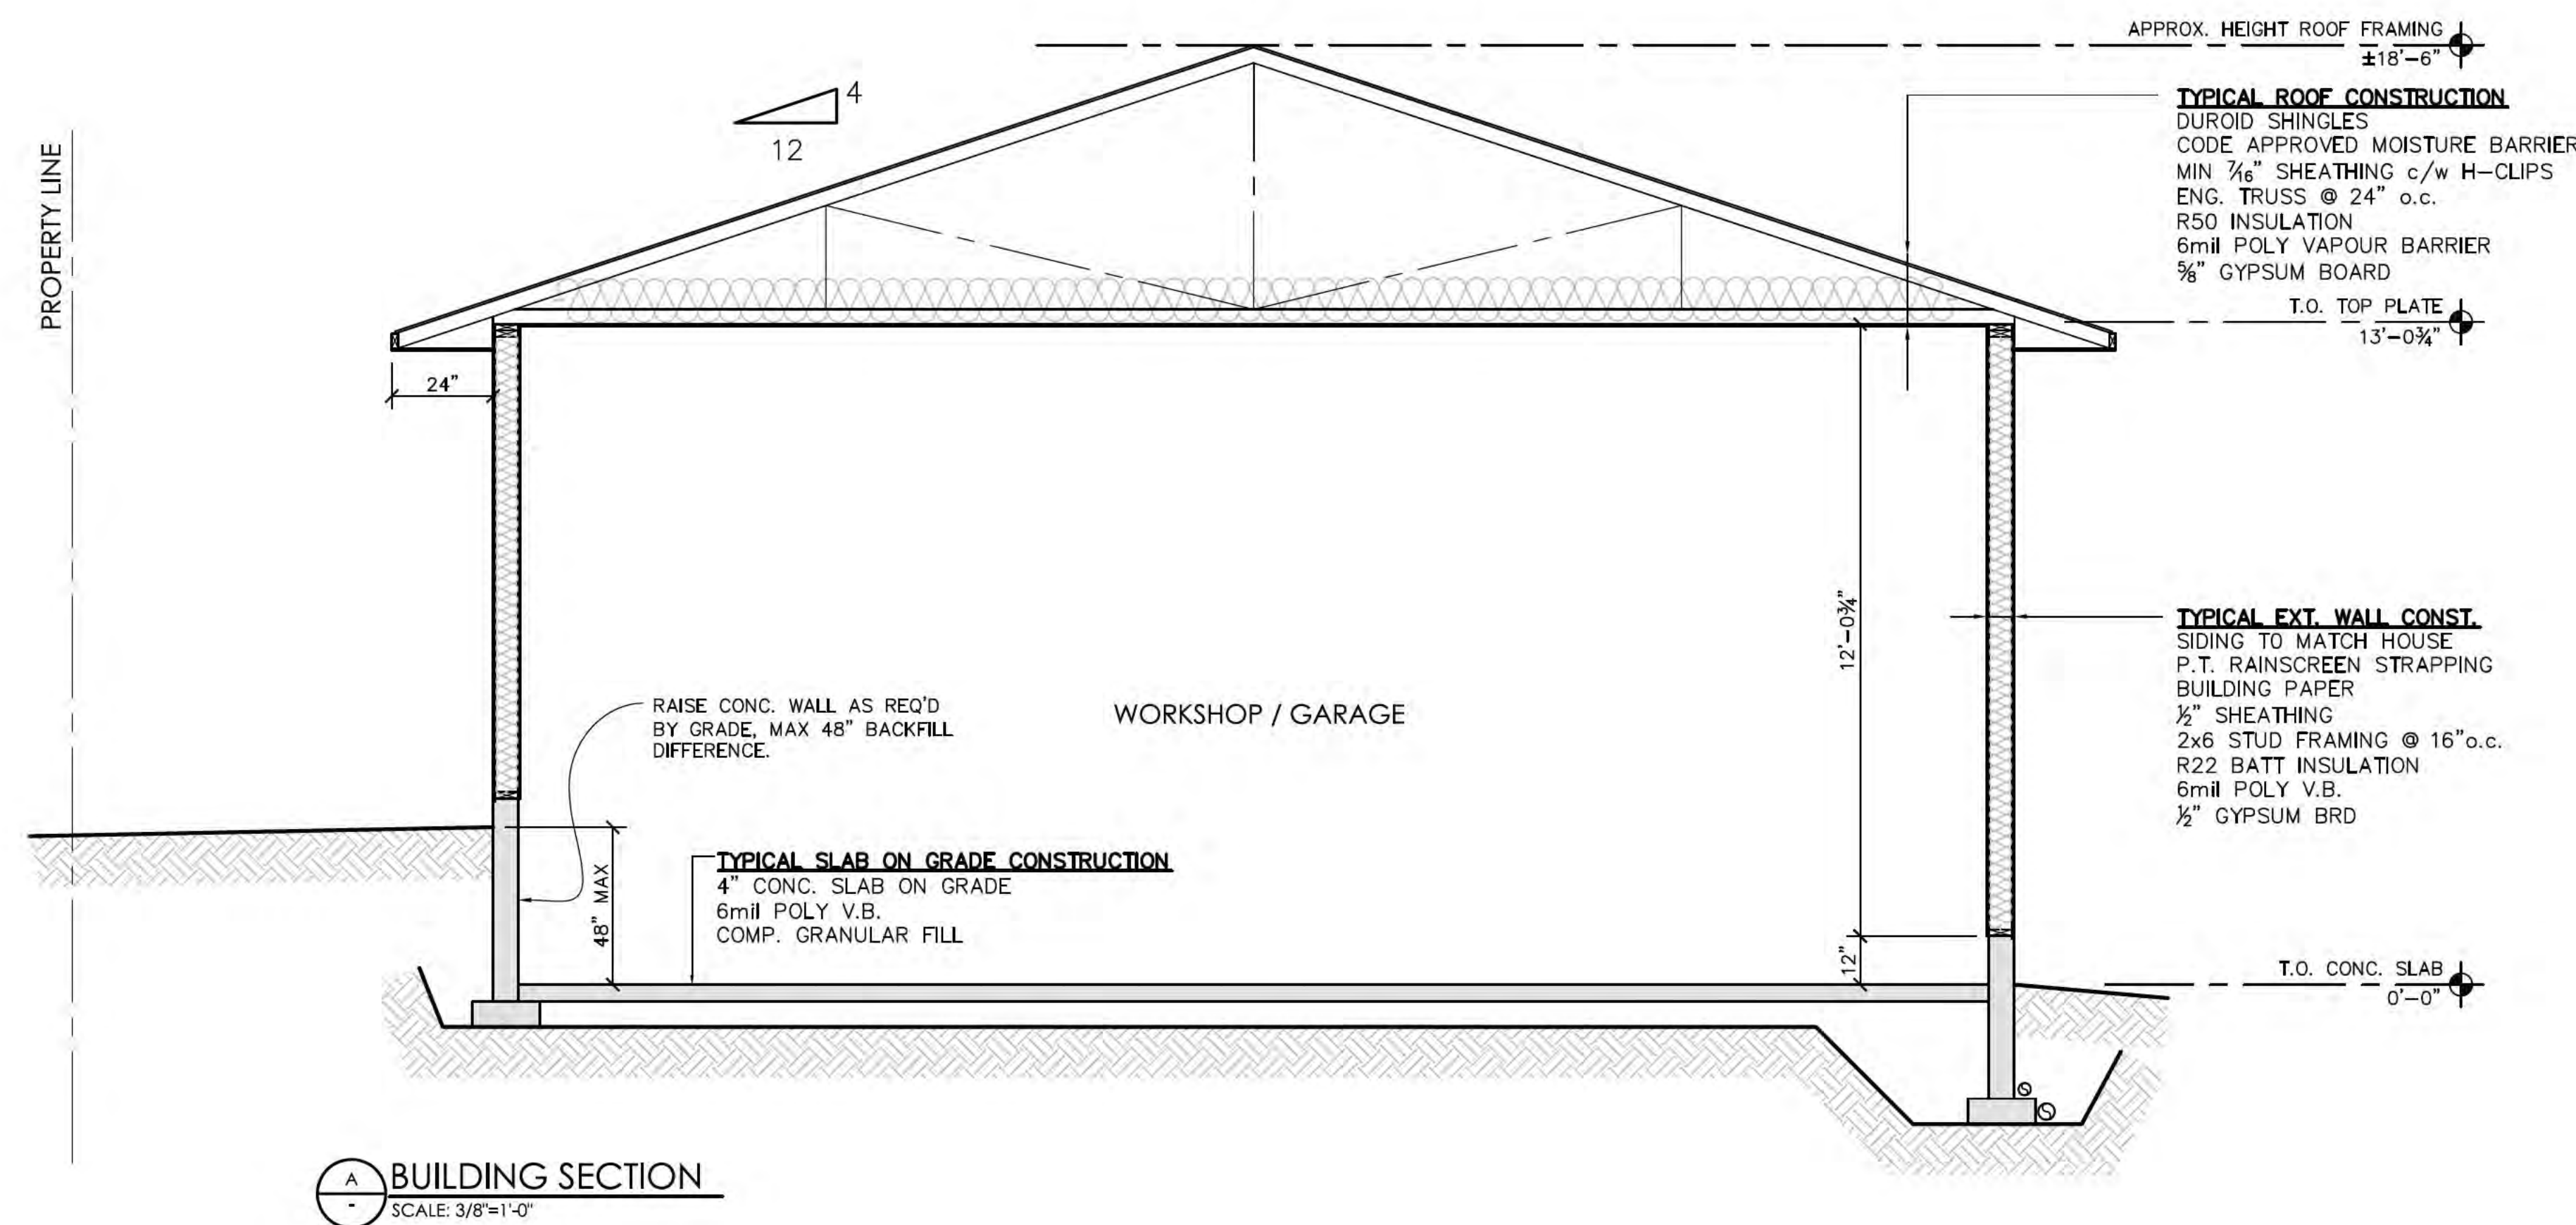 APPROX. HEIGHT ROOF FRAMING
±18'-6"
4
12
PROPERTY LINE
TYPICAL ROOF CONSTRUCTION
DUROID SHINGLES
CODE APPROVED MOISTURE BARRIER
MIN 7/16" SHEATHING c/w H-CLIPS
ENG. TRUSS @ 24" o.c.
R50 INSULATION
6mil POLY VAPOUR BARRIER
5/8" GYPSUM BOARD
T.O. TOP PLATE
13'-0¾"
24"
12'-0¾"
TYPICAL EXT. WALL CONST.
SIDING TO MATCH HOUSE
P.T. RAINSCREEN STRAPPING
BUILDING PAPER
½" SHEATHING
2x6 STUD FRAMING @ 16"o.c.
R22 BATT INSULATION
6mil POLY V.B.
½" GYPSUM BRD
RAISE CONC. WALL AS REQ'D
BY GRADE, MAX 48" BACKFILL
DIFFERENCE.
WORKSHOP / GARAGE
48" MAX
TYPICAL SLAB ON GRADE CONSTRUCTION
4" CONC. SLAB ON GRADE
6mil POLY V.B.
COMP. GRANULAR FILL
12"
T.O. CONC. SLAB
0'-0"
A
-
BUILDING SECTION
SCALE: 3/8"=1'-0"